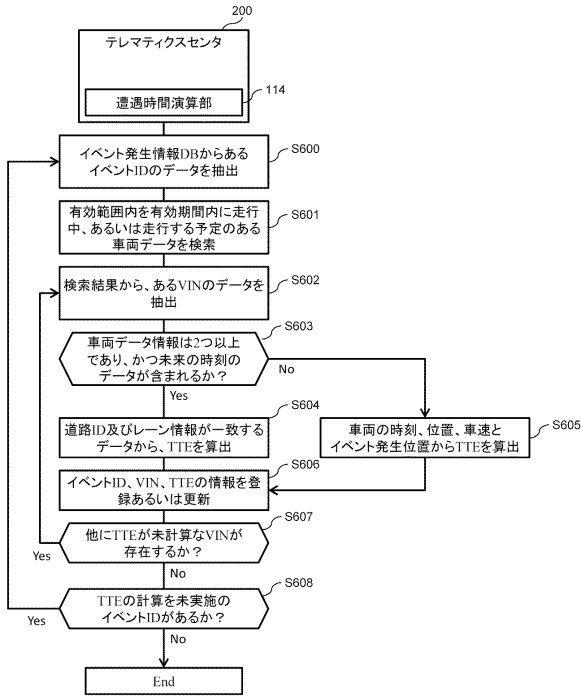 200
テレマティクスセンタ
遭遇時間演算部
114
イベント発生情報DBからある
イベントIDのデータを抽出
S600
有効範囲内を有効期間内に走行
中、あるいは走行する予定のある
車両データを検索
S601
検索結果から、あるVINのデータを
抽出
S602
車両データ情報は2つ以上
であり、かつ未来の時刻の
データが含まれるか？
S603
No
Yes
道路ID及びレーン情報が一致する
データから、TTEを算出
S604
車両の時刻、位置、車速と
イベント発生位置からTTEを算出
S605
イベントID、VIN、TTEの情報を登
録あるいは更新
S606
他にTTEが未計算なVINが
存在するか？
S607
Yes
No
TTEの計算を未実施の
イベントIDがあるか？
S608
Yes
No
End